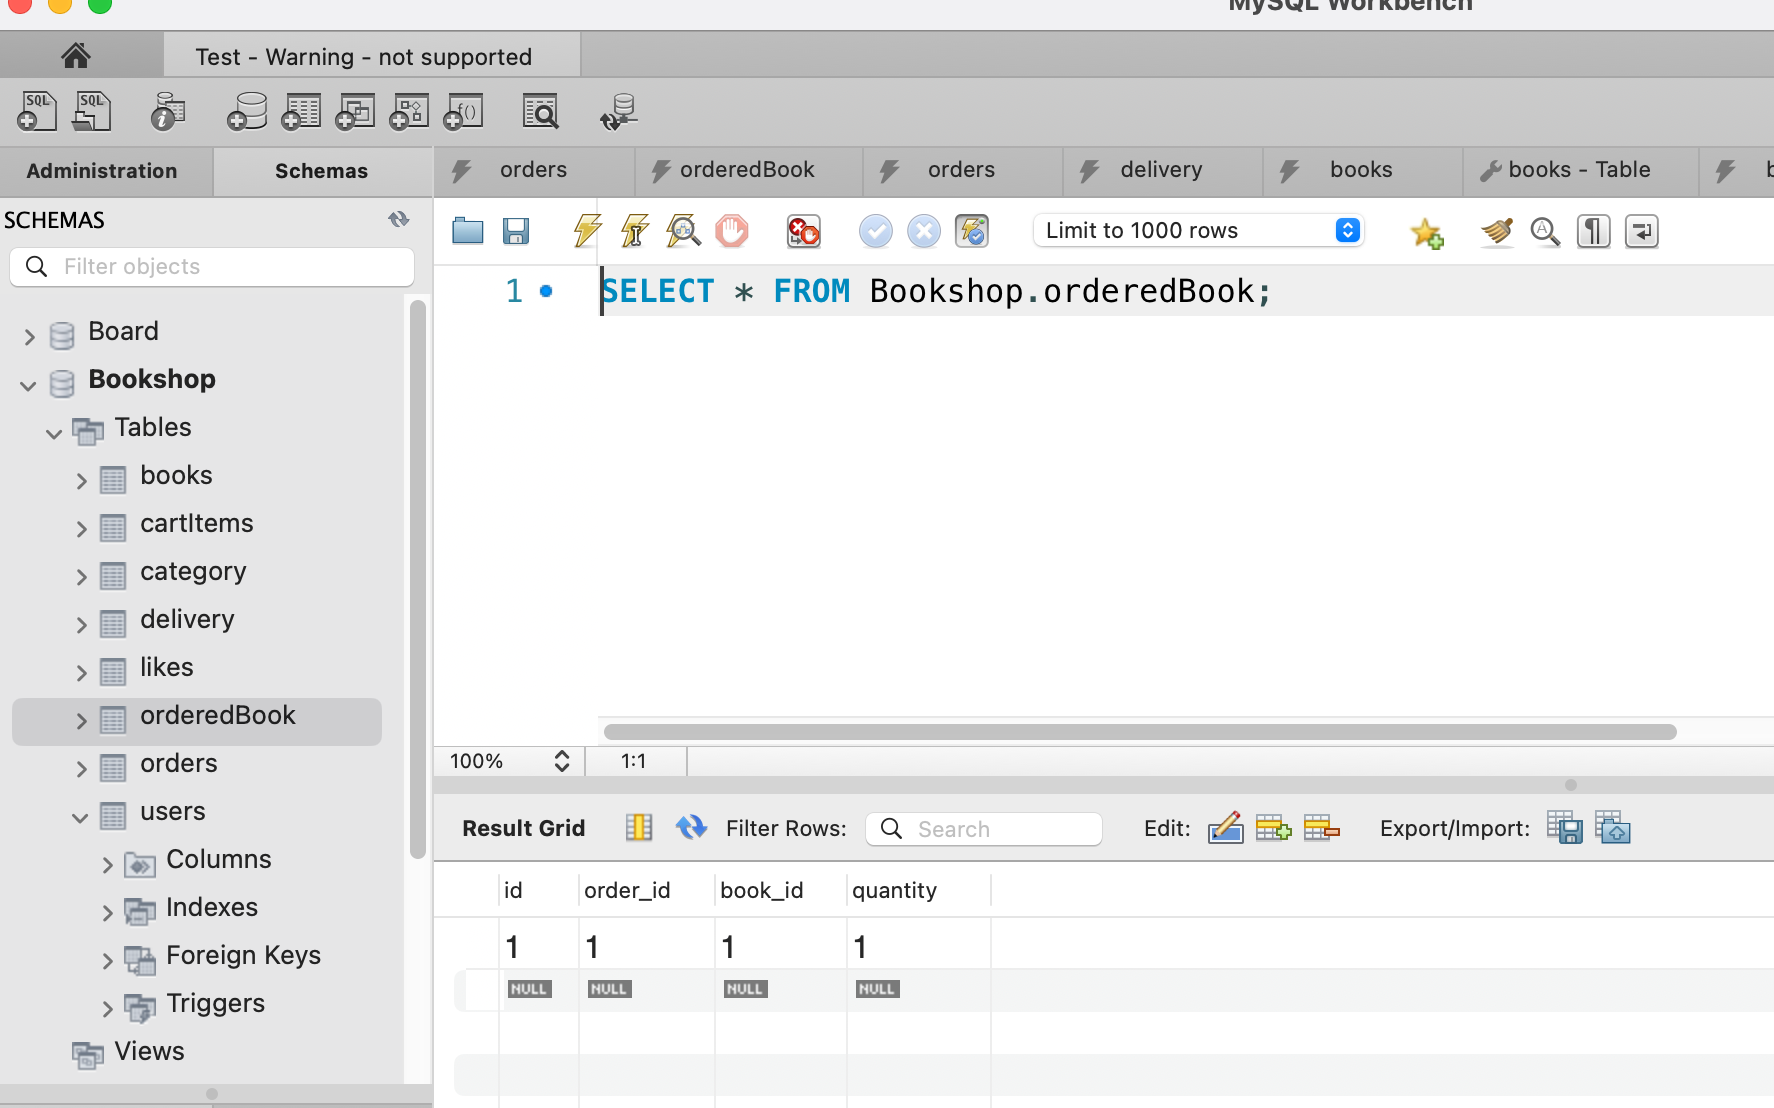 MySQL Workbench
Test - Warning - not supported
SQL SQL i f()
Administration Schemas orders orderedBook orders delivery books books - Table
SCHEMAS
Limit to 1000 rows
Filter objects
1 SELECT * FROM Bookshop.orderedBook;
Board
Bookshop
Tables
books
cartItems
category
delivery
likes
orderedBook
orders
users
Columns
Indexes
Foreign Keys
Triggers
Views
100% 1:1
Result Grid Filter Rows: Search Edit: Export/Import:
id order_id book_id quantity
1 1 1 1
NULL NULL NULL NULL